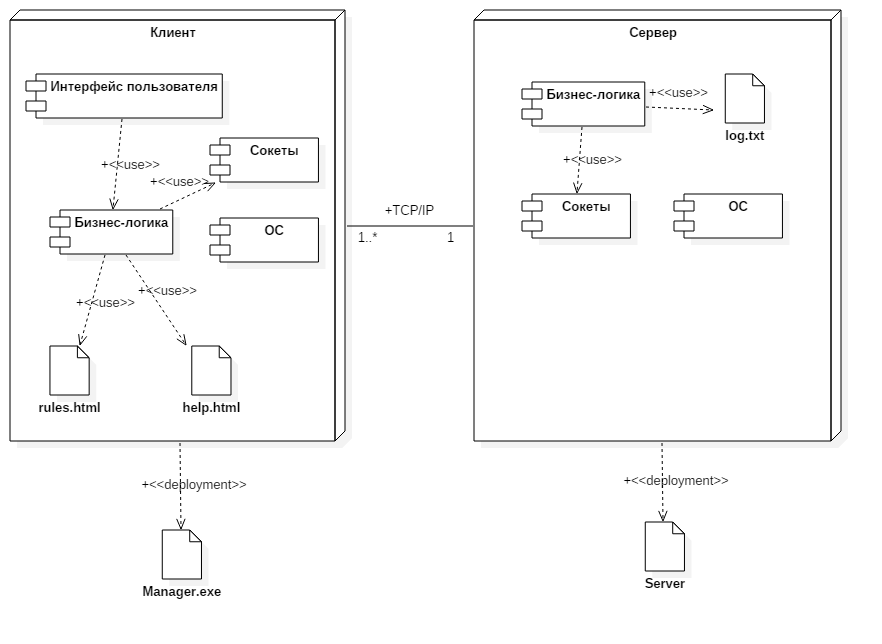 Клиент
Интерфейс пользователя
+<<use>>
Сокеты
+<<use>>
Бизнес-логика
ОС
+<<use>>
+<<use>>
rules.html
help.html
+<<deployment>>
Manager.exe
+TCP/IP
1..*
1
Сервер
Бизнес-логика
+<<use>>
log.txt
+<<use>>
Сокеты
ОС
+<<deployment>>
Server